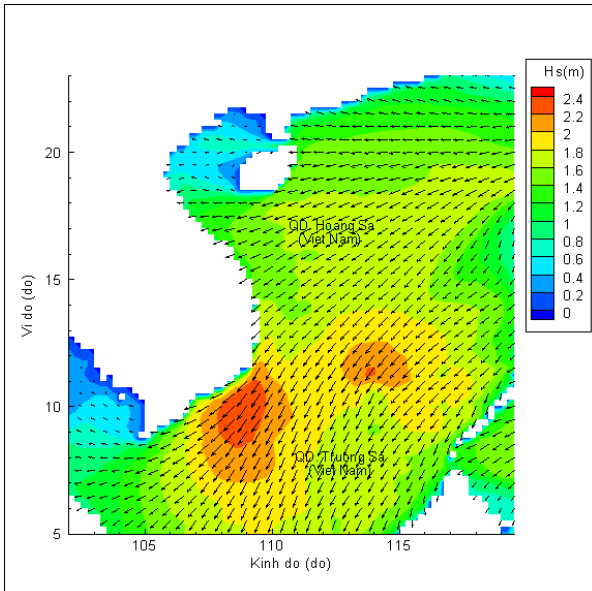 Hs(m)
2.4
2.2
2
1.8
1.6
1.4
1.2
1
0.8
0.6
0.4
0.2
0
20
15
10
5
Vi do (do)
QD. Hoang Sa
(Viet Nam)
QD. Truong Sa
(Viet Nam)
105
110
115
Kinh do (do)